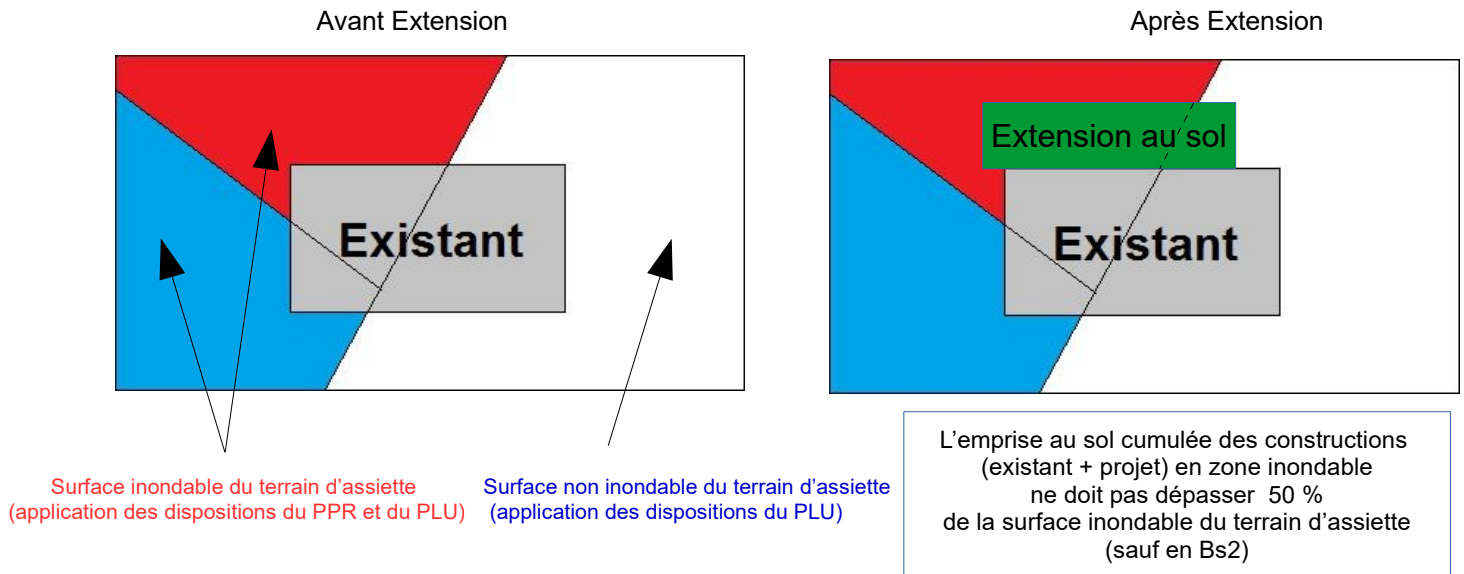 Avant Extension
Après Extension
Existant
Extension au sol
Existant
Surface inondable du terrain d'assiette
(application des dispositions du PPR et du PLU)
Surface non inondable du terrain d'assiette
(application des dispositions du PLU)
L'emprise au sol cumulée des constructions
(existant + projet) en zone inondable
ne doit pas dépasser 50 %
de la surface inondable du terrain d'assiette
(sauf en Bs2)